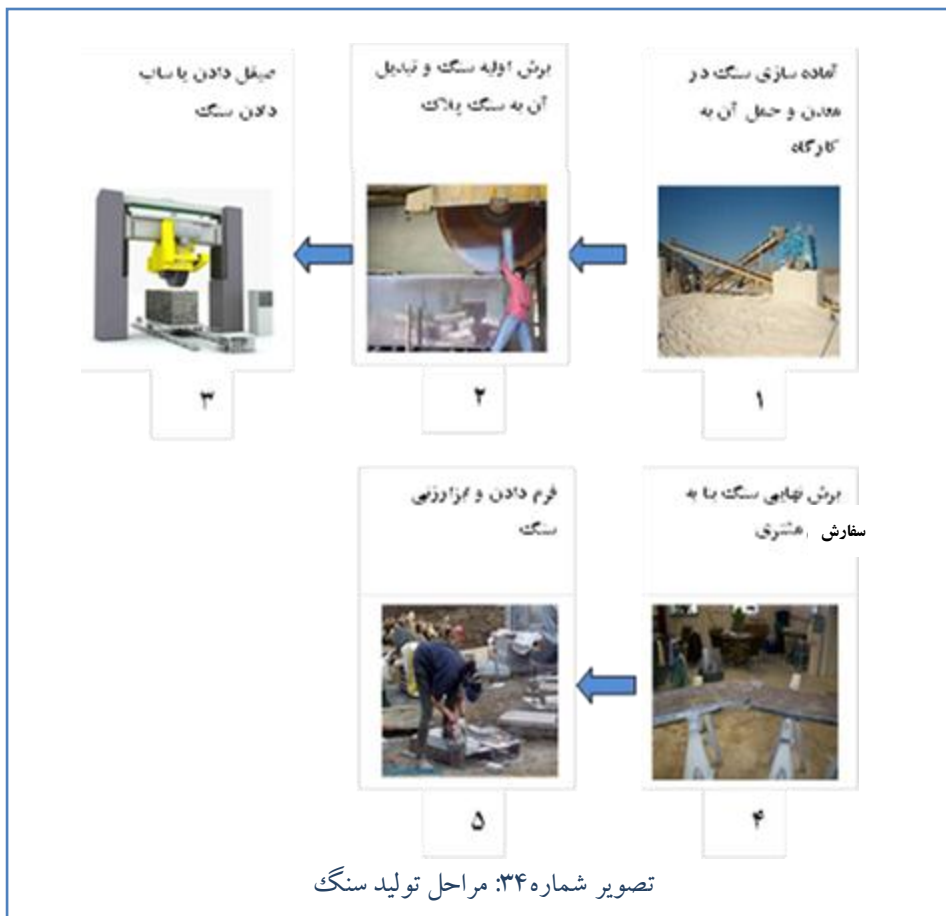 آماده سازی سنگ در
معدن و حمل آن به
کارگاه
۱
برش اولیه سنگ و تبدیل
آن به سنگ پلاک
۲
صیقل دادن یا ساب
دادن سنگ
۳
برش نهایی سنگ بنا به
سفارش مشتری
۴
فرم دادن و ابزارزنی
سنگ
۵
تصویر شماره۳۴: مراحل تولید سنگ